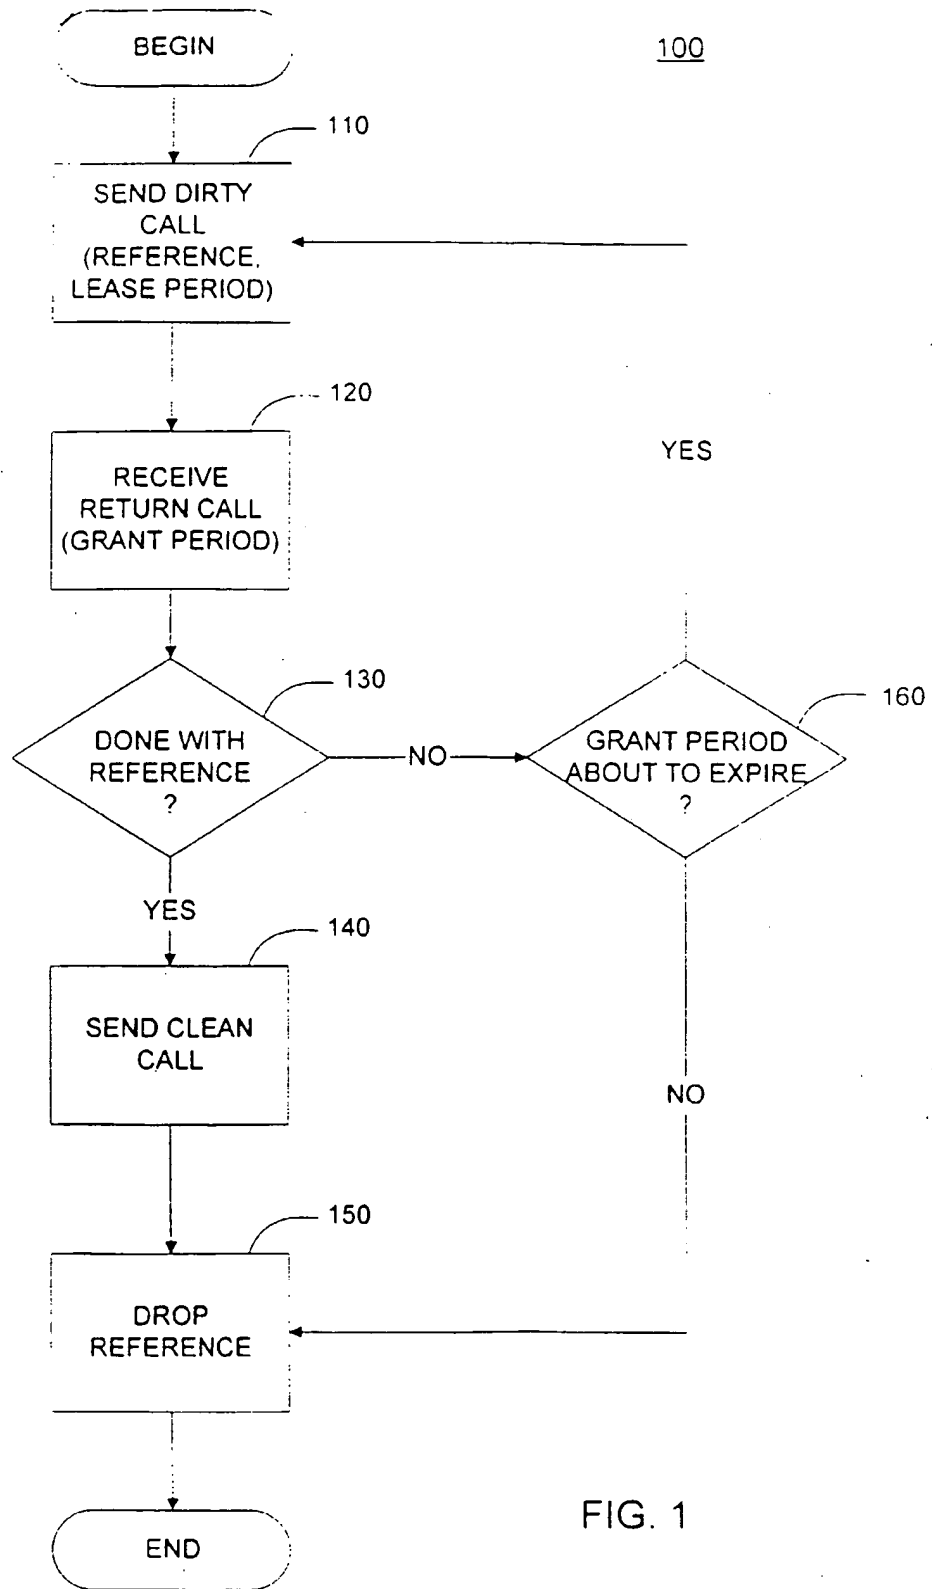 BEGIN
100
110
SEND DIRTY
CALL
(REFERENCE,
LEASE PERIOD)
120
RECEIVE
RETURN CALL
(GRANT PERIOD)
YES
130
DONE WITH
REFERENCE
?
NO
160
GRANT PERIOD
ABOUT TO EXPIRE
?
YES
140
SEND CLEAN
CALL
NO
150
DROP
REFERENCE
END
FIG. 1